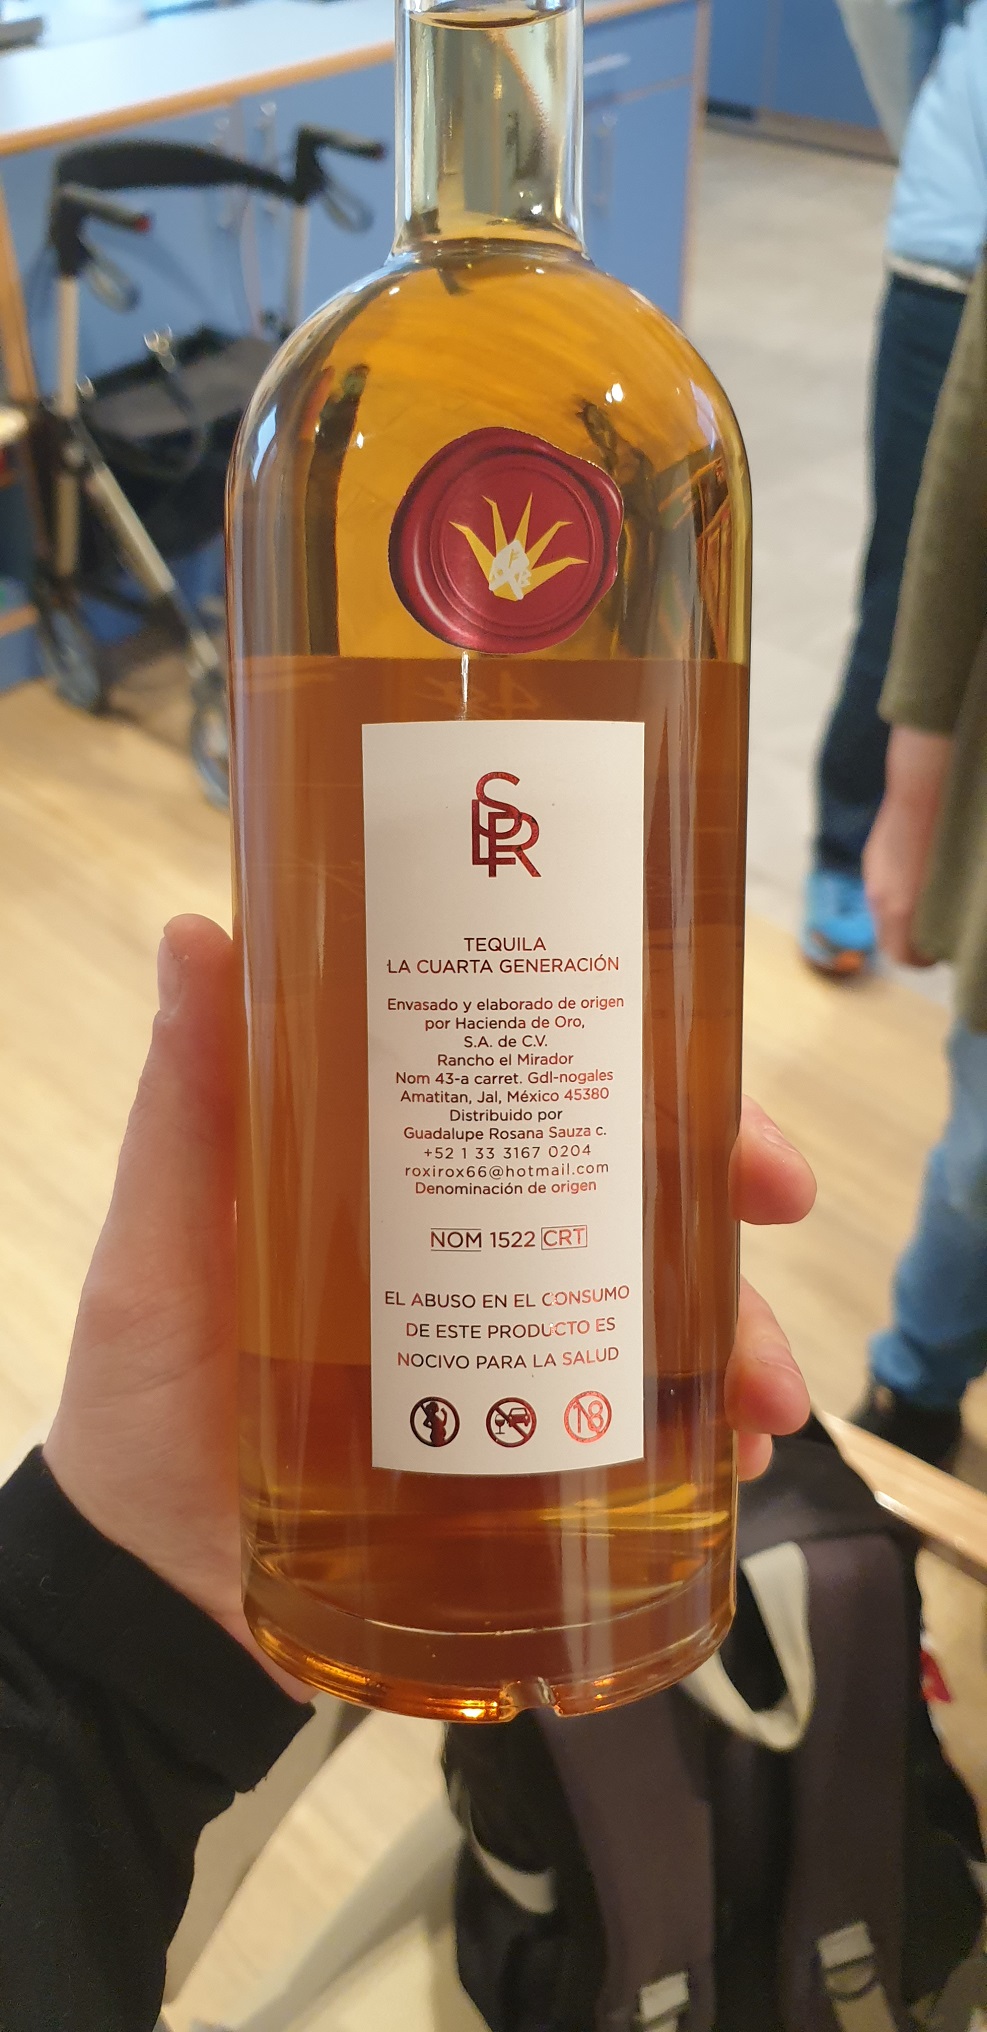 SPR
TEQUILA
LA CUARTA GENERACIÓN
Envasado y elaborado de origen
por Hacienda de Oro,
S.A. de C.V.
Rancho el Mirador
Nom 43-a carret. Gdl-nogales
Amatitan, Jal, México 45380
Distribuido por
Guadalupe Rosana Sauza c.
+52 1 33 3167 0204
roxirox66@hotmail.com
Denominación de origen
NOM 1522 CRT
EL ABUSO EN EL CONSUMO
DE ESTE PRODUCTO ES
NOCIVO PARA LA SALUD
18